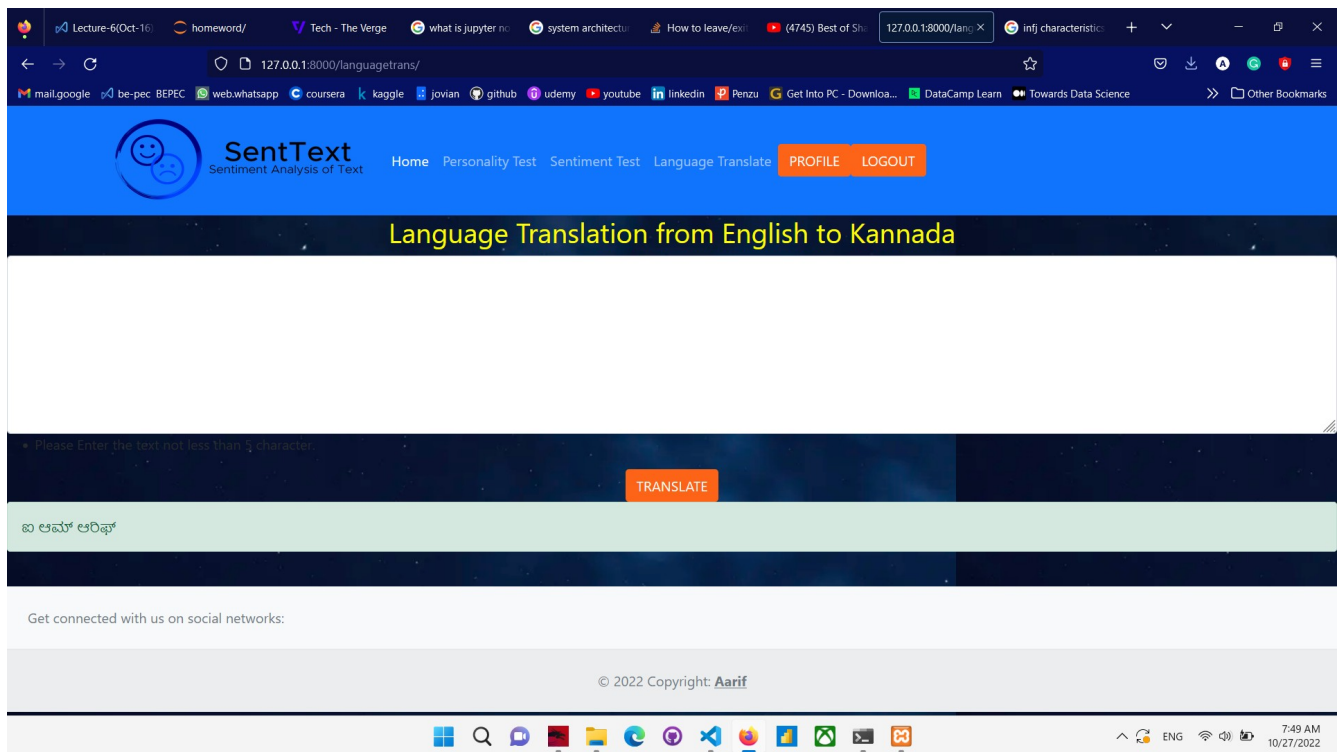 Lecture-6(Oct-16)
homeword/
Tech - The Verge
what is jupyter no
system architectu
How to leave/exi
(4745) Best of Sha
127.0.0.1:8000/lang
infj characteristics
127.0.0.1:8000/languagetrans/
mail.google
be-pec BEPEC
web.whatsapp
coursera
kaggle
jovian
github
udemy
youtube
linkedin
Penzu
Get Into PC - Downloa...
DataCamp Learn
Towards Data Science
Other Bookmarks
SentText
Sentiment Analysis of Text
Home Personality Test Sentiment Test Language Translate PROFILE LOGOUT
Language Translation from English to Kannada
• Please Enter the text not less than 5 character.
TRANSLATE
ಐ ಆಮ್ ಆರಿಫ್
Get connected with us on social networks:
© 2022 Copyright: Aarif
ENG
7:49 AM
10/27/2022